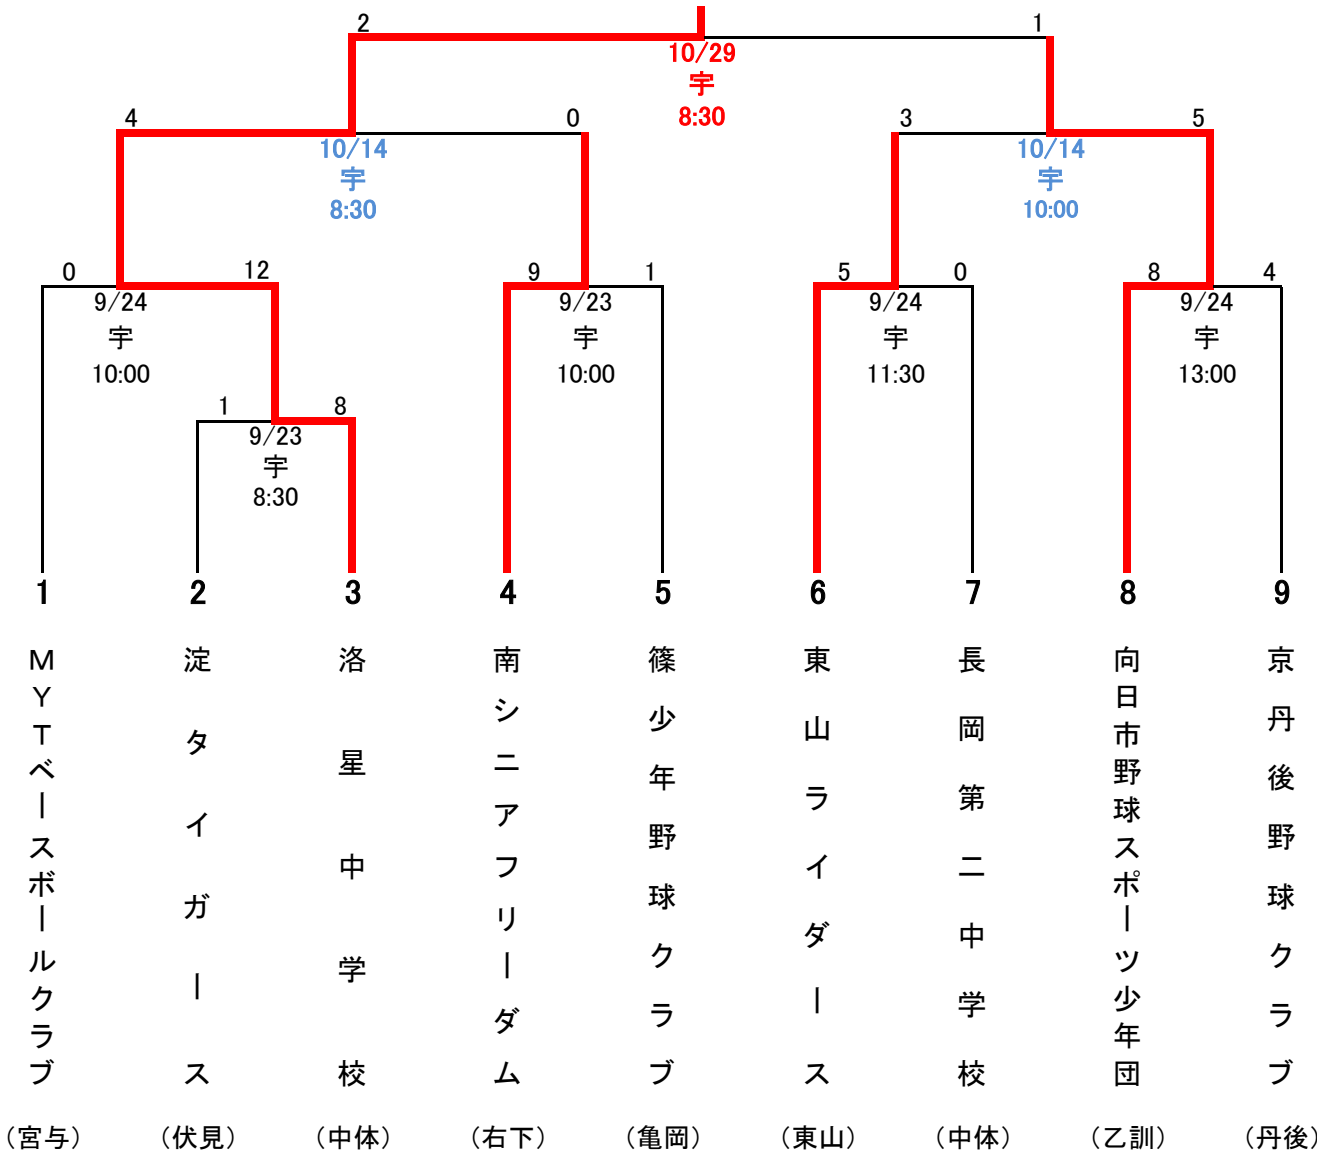 2
1
10/29
宇
8:30
4
0
3
5
10/14
宇
8:30
10/14
宇
10:00
0
12
9
1
5
0
8
4
9/24
宇
10:00
9/23
宇
10:00
9/24
宇
11:30
9/24
宇
13:00
1
8
9/23
宇
8:30
1
2
3
4
5
6
7
8
9
MYTベースボールクラブ
淀タイガース
洛星中学校
南シニアフリーダム
篠少年野球クラブ
東山ライダース
長岡第二中学校
向日市野球スポーツ少年団
京丹後野球クラブ
（宮与）
（伏見）
（中体）
（右下）
（亀岡）
（東山）
（中体）
（乙訓）
（丹後）